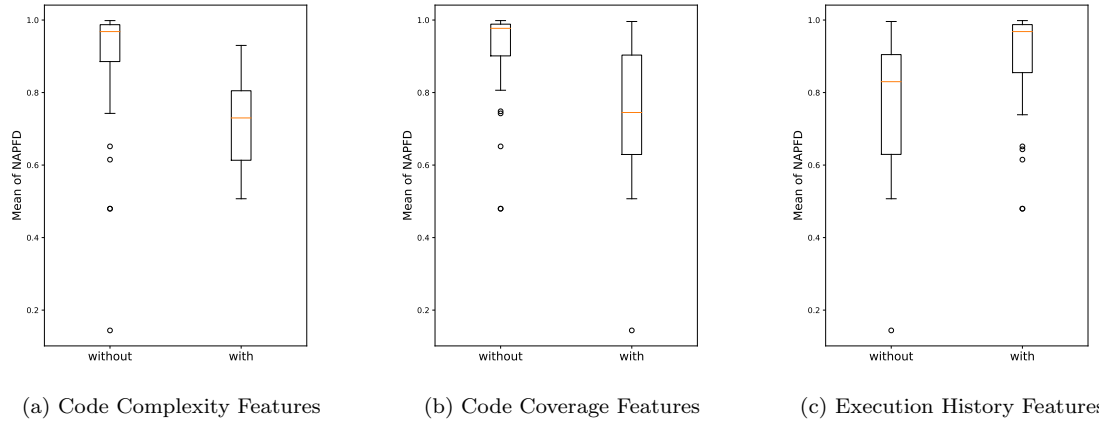 1.0
0.8
0.6
0.4
0.2
Mean of NAPFD
without with
(a) Code Complexity Features
1.0
0.8
0.6
0.4
0.2
Mean of NAPFD
without with
(b) Code Coverage Features
1.0
0.8
0.6
0.4
0.2
Mean of NAPFD
without with
(c) Execution History Features